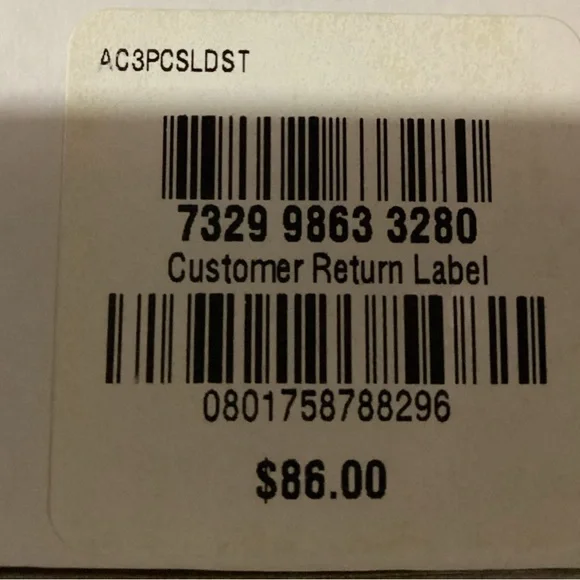 AC3PCSLDST
7329 9863 3280
Customer Return Label
0801758788296
$86.00